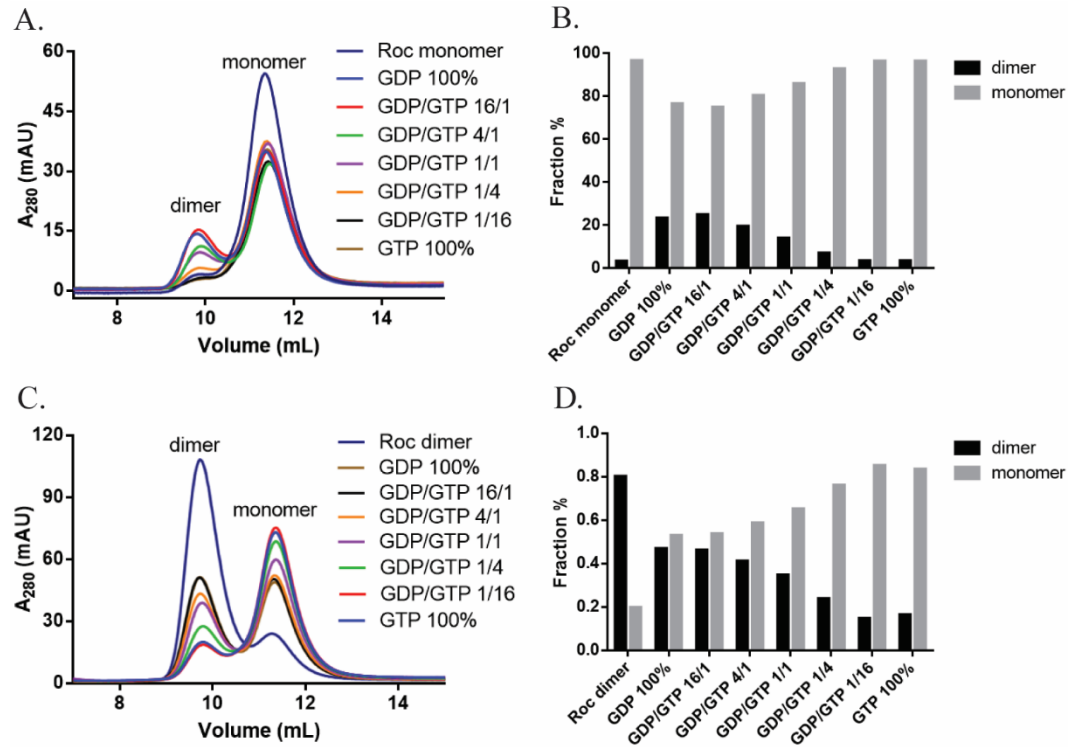 A.
60
45
30
15
0
A280 (mAU)
dimer
monomer
8
10
12
14
Volume (mL)
Roc monomer
GDP 100%
GDP/GTP 16/1
GDP/GTP 4/1
GDP/GTP 1/1
GDP/GTP 1/4
GDP/GTP 1/16
GTP 100%
B.
100
80
60
40
20
0
Fraction %
dimer
monomer
Roc monomer
GDP 100%
GDP/GTP 16/1
GDP/GTP 4/1
GDP/GTP 1/1
GDP/GTP 1/4
GDP/GTP 1/16
GTP 100%
C.
120
90
60
30
0
A280 (mAU)
dimer
monomer
8
10
12
14
Volume (mL)
Roc dimer
GDP 100%
GDP/GTP 16/1
GDP/GTP 4/1
GDP/GTP 1/1
GDP/GTP 1/4
GDP/GTP 1/16
GTP 100%
D.
1.0
0.8
0.6
0.4
0.2
0.0
Fraction %
dimer
monomer
Roc dimer
GDP 100%
GDP/GTP 16/1
GDP/GTP 4/1
GDP/GTP 1/1
GDP/GTP 1/4
GDP/GTP 1/16
GTP 100%